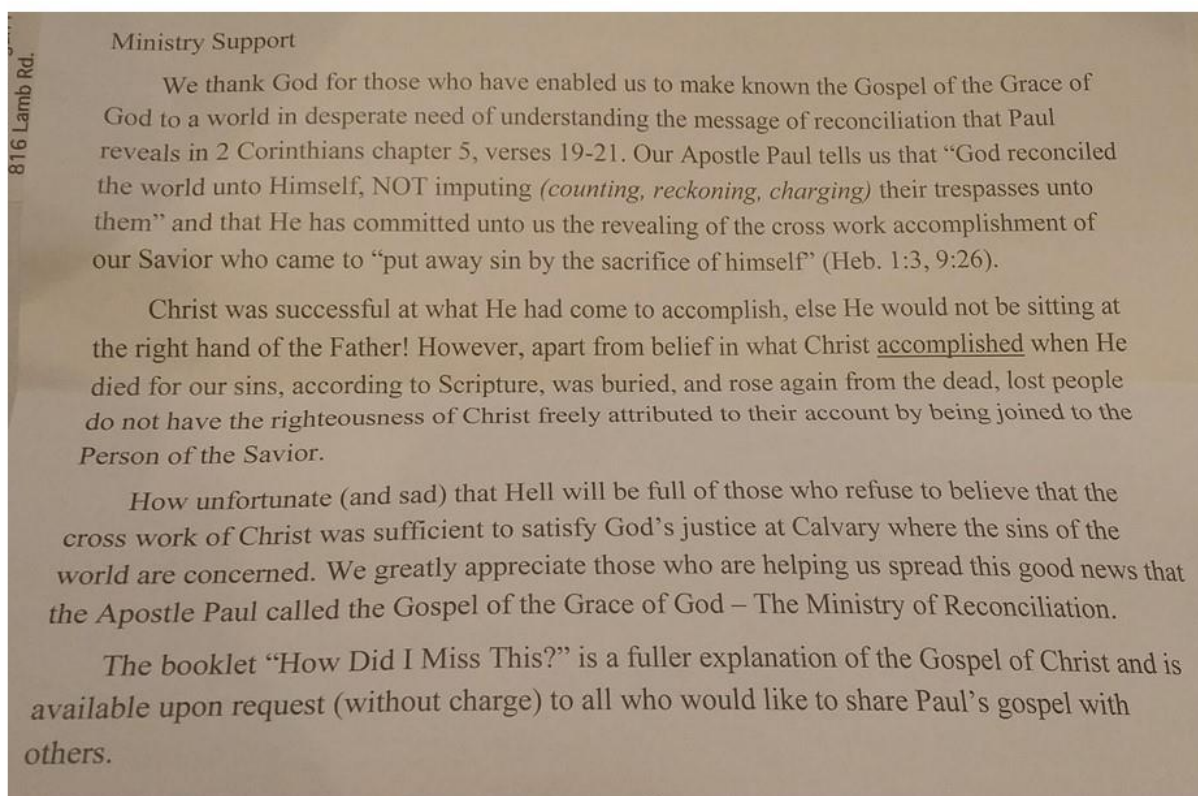 816 Lamb Rd.
Ministry Support
We thank God for those who have enabled us to make known the Gospel of the Grace of
God to a world in desperate need of understanding the message of reconciliation that Paul
reveals in 2 Corinthians chapter 5, verses 19-21. Our Apostle Paul tells us that “God reconciled
the world unto Himself, NOT imputing (counting, reckoning, charging) their trespasses unto
them” and that He has committed unto us the revealing of the cross work accomplishment of
our Savior who came to “put away sin by the sacrifice of himself” (Heb. 1:3, 9:26).
Christ was successful at what He had come to accomplish, else He would not be sitting at
the right hand of the Father! However, apart from belief in what Christ accomplished when He
died for our sins, according to Scripture, was buried, and rose again from the dead, lost people
do not have the righteousness of Christ freely attributed to their account by being joined to the
Person of the Savior.
How unfortunate (and sad) that Hell will be full of those who refuse to believe that the
cross work of Christ was sufficient to satisfy God’s justice at Calvary where the sins of the
world are concerned. We greatly appreciate those who are helping us spread this good news that
the Apostle Paul called the Gospel of the Grace of God – The Ministry of Reconciliation.
The booklet “How Did I Miss This?” is a fuller explanation of the Gospel of Christ and is
available upon request (without charge) to all who would like to share Paul’s gospel with
others.